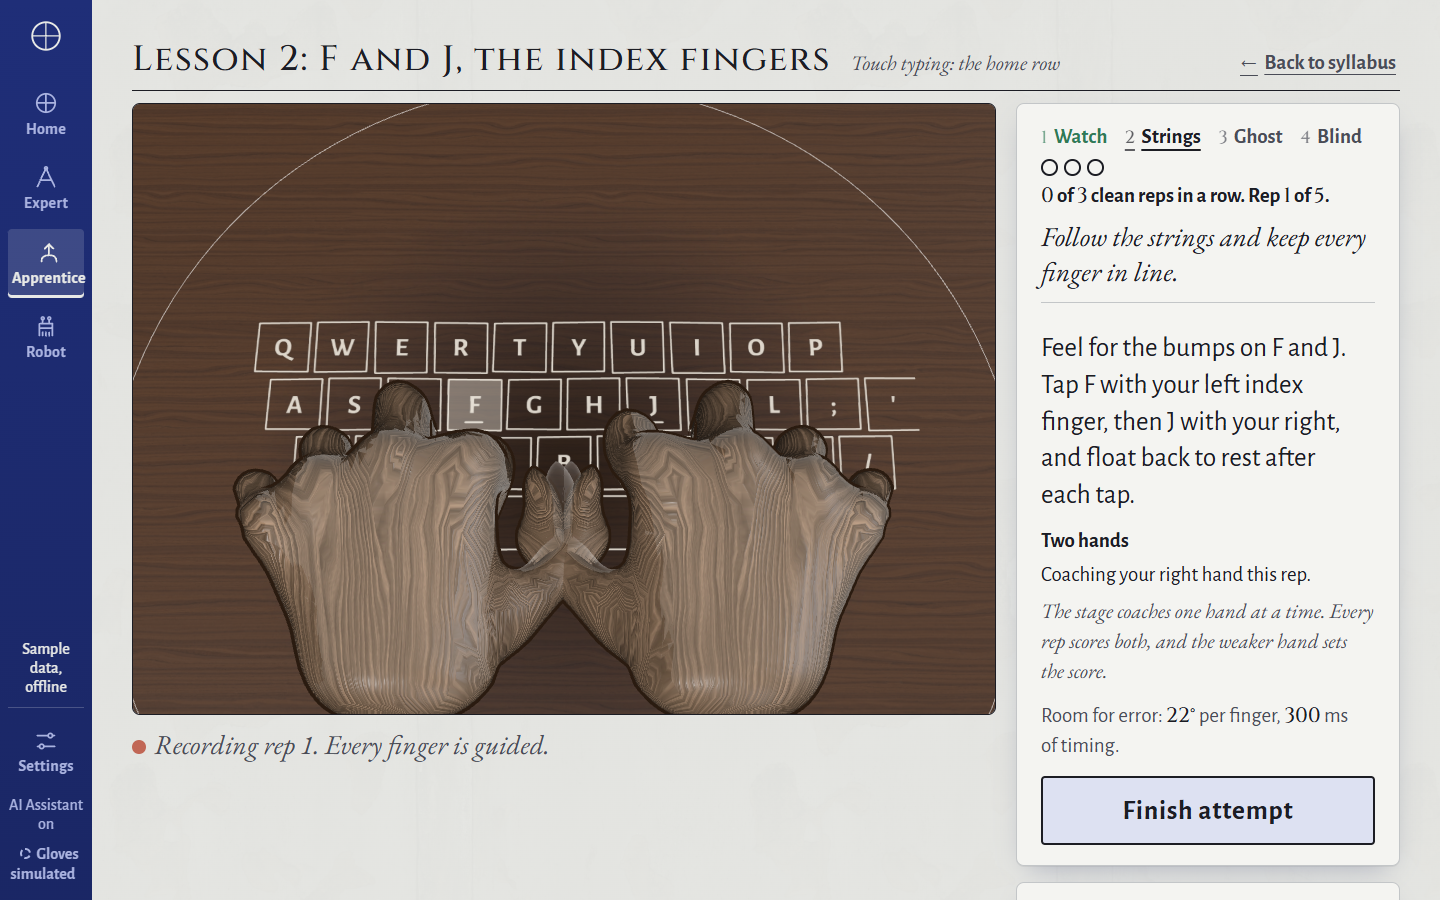 Home
Expert
Apprentice
Robot
Sample
data,
offline
Settings
AI Assistant
on
Gloves
simulated
Lesson 2: F and J, the index fingers
Touch typing: the home row
← Back to syllabus
Q W E R T Y U I O P
A S F G H J L ; '
B /
Recording rep 1. Every finger is guided.
1 Watch 2 Strings 3 Ghost 4 Blind
0 of 3 clean reps in a row. Rep 1 of 5.
Follow the strings and keep every
finger in line.
Feel for the bumps on F and J.
Tap F with your left index
finger, then J with your right,
and float back to rest after
each tap.
Two hands
Coaching your right hand this rep.
The stage coaches one hand at a time. Every
rep scores both, and the weaker hand sets
the score.
Room for error: 22° per finger, 300 ms
of timing.
Finish attempt